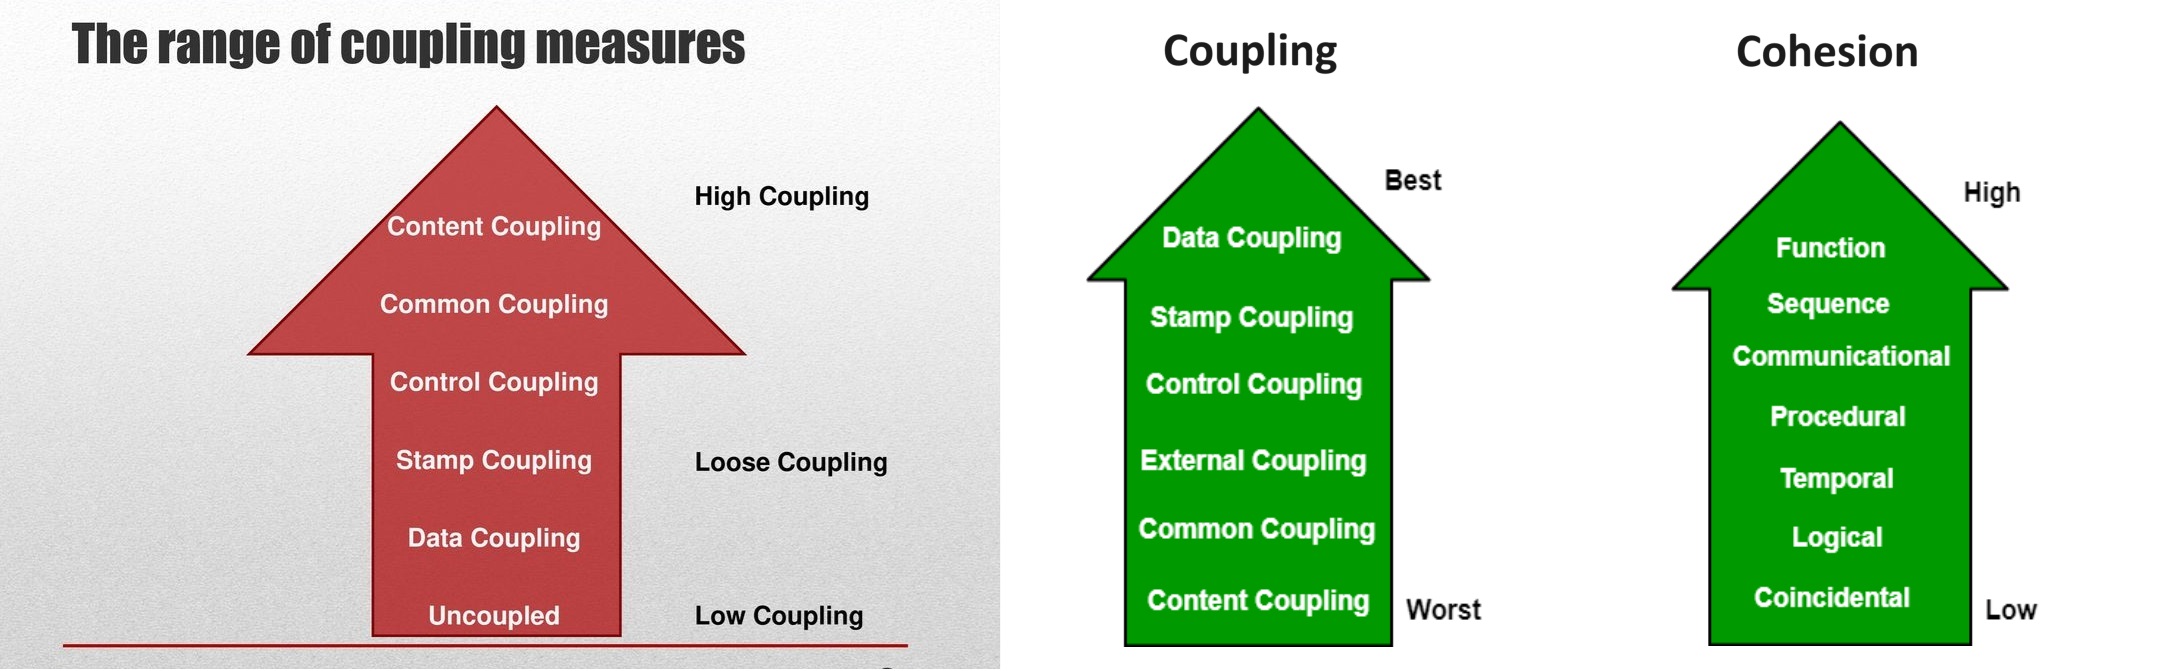 The range of coupling measures
High Coupling
Content Coupling
Common Coupling
Control Coupling
Stamp Coupling
Loose Coupling
Data Coupling
Uncoupled
Low Coupling
Coupling
Best
Data Coupling
Stamp Coupling
Control Coupling
External Coupling
Common Coupling
Content Coupling
Worst
Cohesion
High
Function
Sequence
Communicational
Procedural
Temporal
Logical
Coincidental
Low